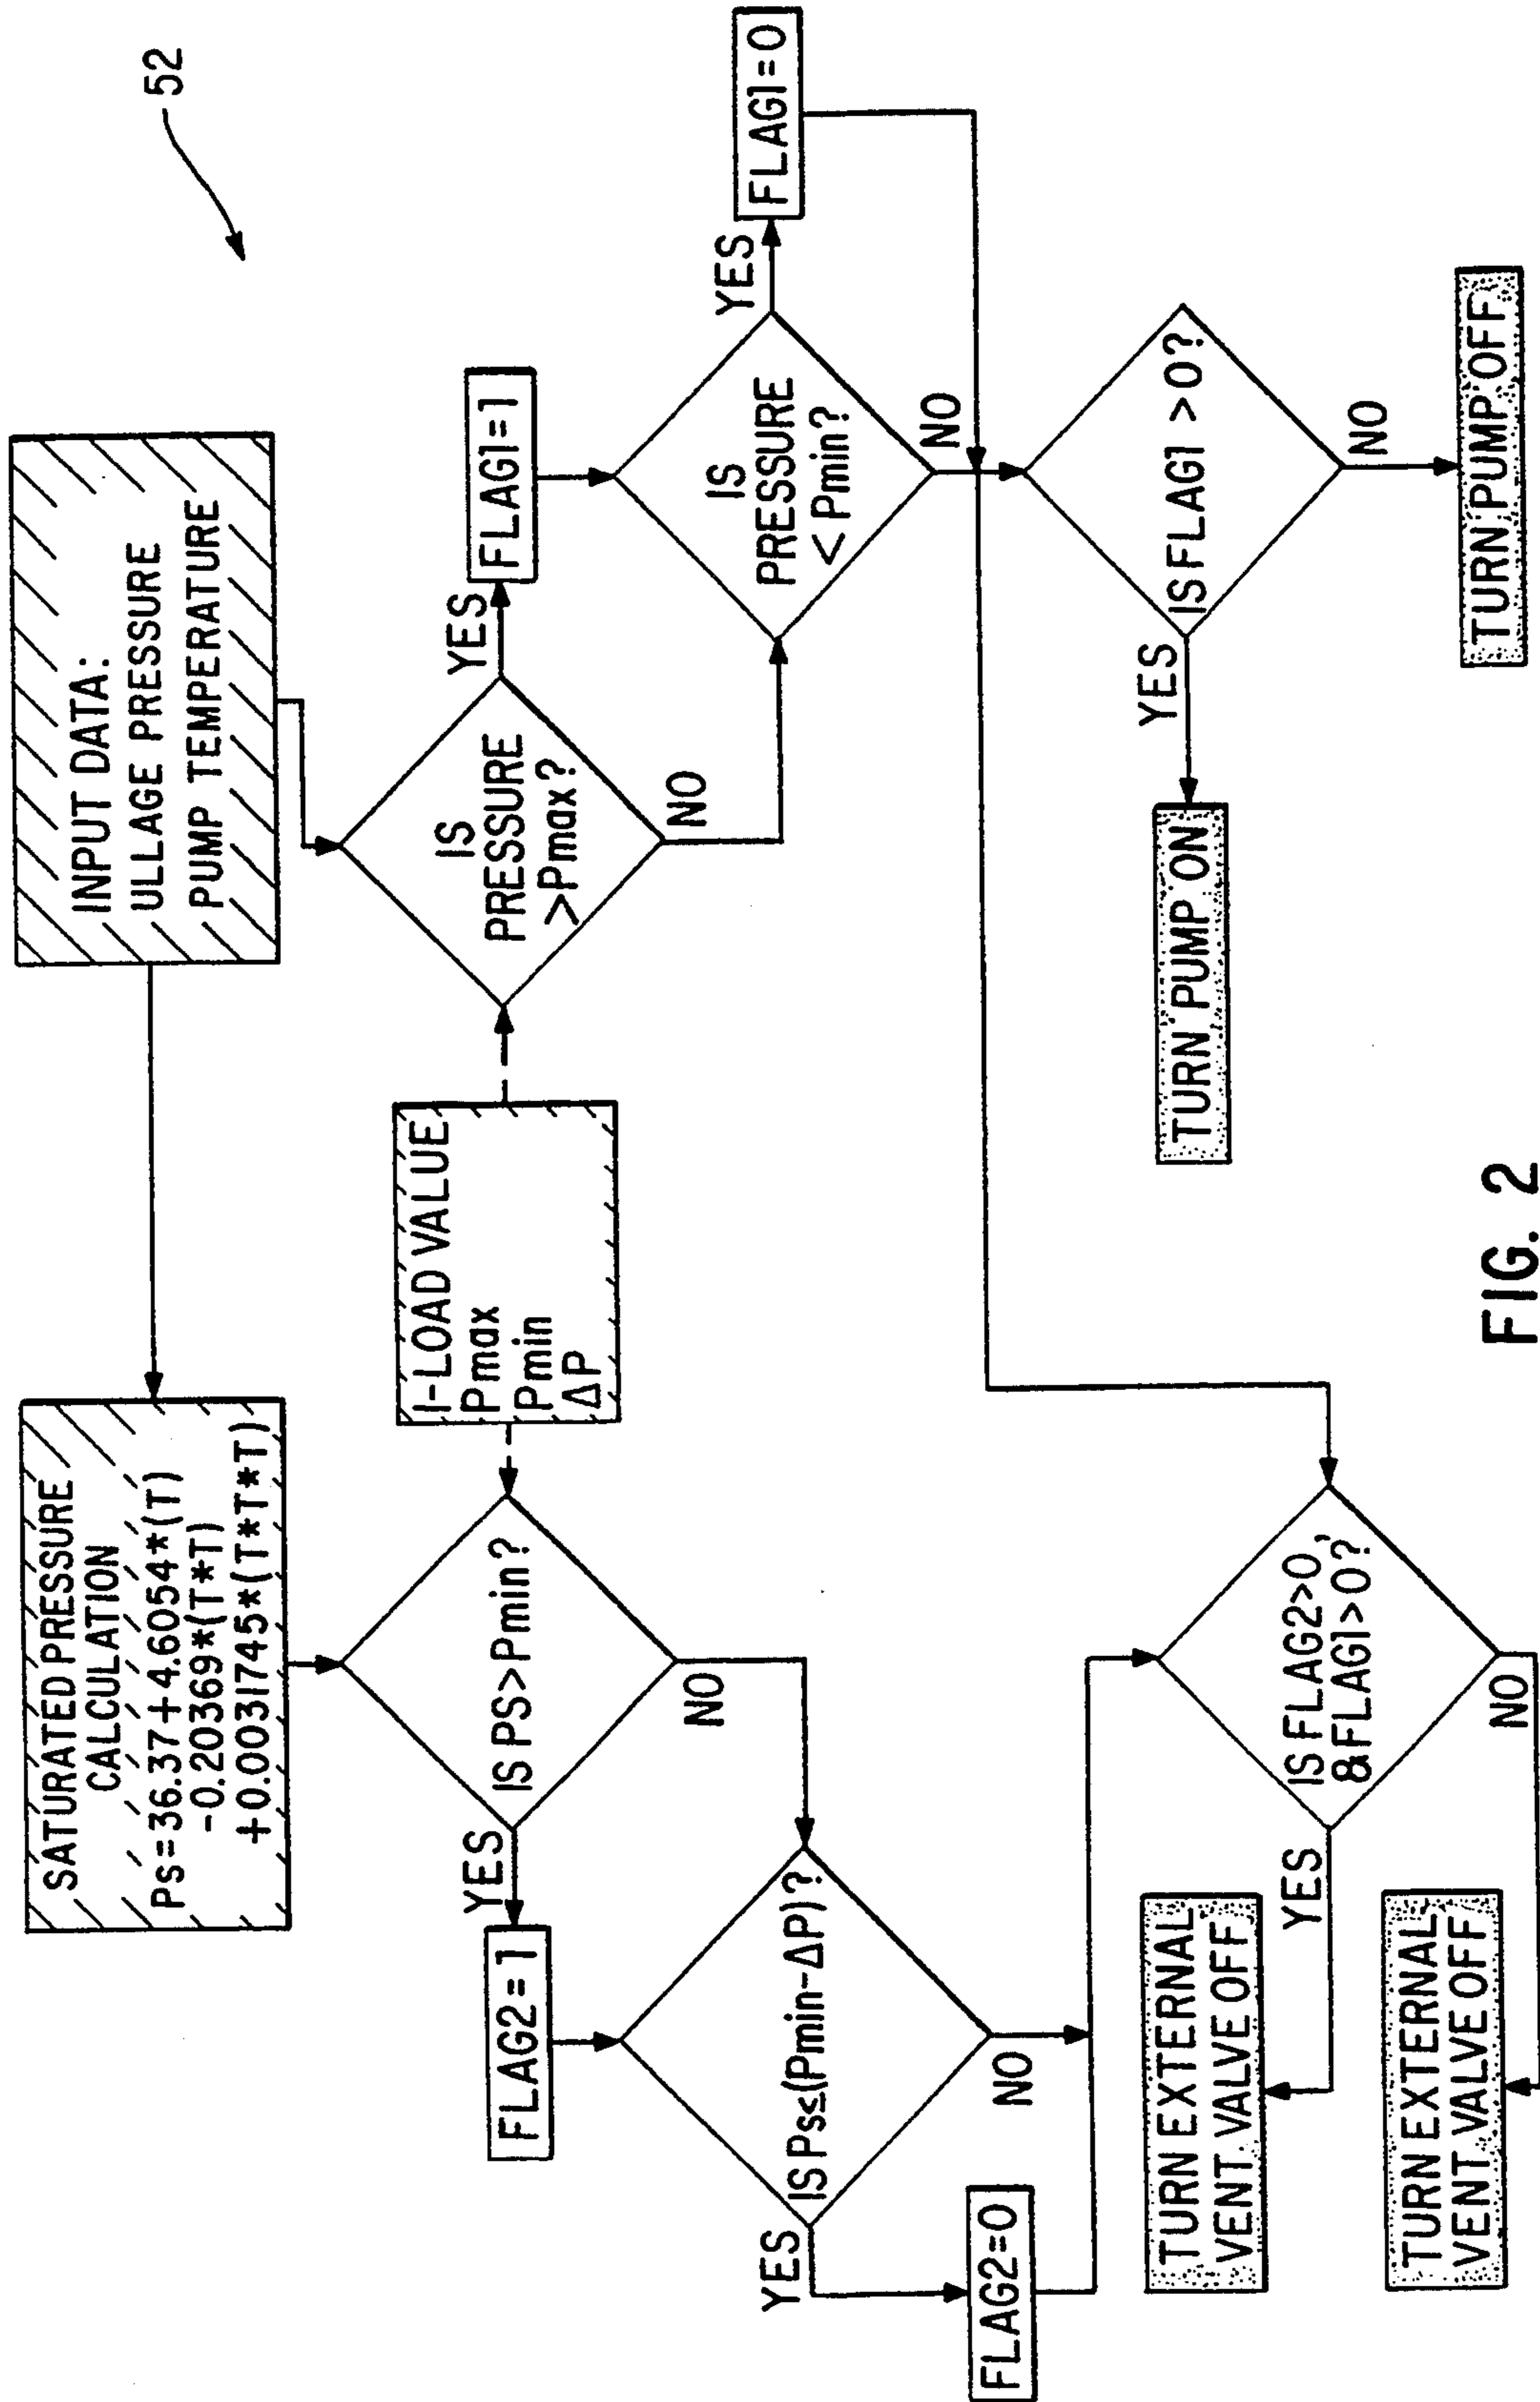 52
INPUT DATA:
ULLAGE PRESSURE
PUMP TEMPERATURE
SATURATED PRESSURE
CALCULATION
Ps=36.37+4.6054*(T)
-0.20369*(T*T)
+0.0031745*(T*T*T)
I-LOAD VALUE
Pmax
Pmin
ΔP
IS
PRESSURE
>Pmax?
YES
NO
FLAG1=1
IS
PRESSURE
<Pmin?
YES
NO
FLAG1=0
IS FLAG1 >0?
YES
NO
TURN PUMP ON
TURN PUMP OFF
IS PS>Pmin?
YES
NO
FLAG2=1
IS Ps≤(Pmin-ΔP)?
YES
NO
FLAG2=0
IS FLAG2>0,
&FLAG1>0?
YES
NO
TURN EXTERNAL
VENT. VALVE OFF
TURN EXTERNAL
VENT. VALVE OFF
FIG. 2